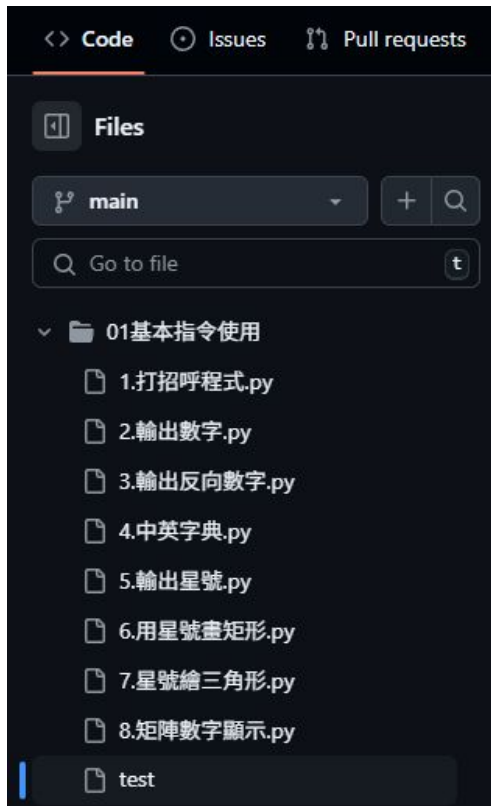 <> Code Issues Pull requests
Files
main
Go to file t
01基本指令使用
1.打招呼程式.py
2.輸出數字.py
3.輸出反向數字.py
4.中英字典.py
5.輸出星號.py
6.用星號畫矩形.py
7.星號繪三角形.py
8.矩陣數字顯示.py
test